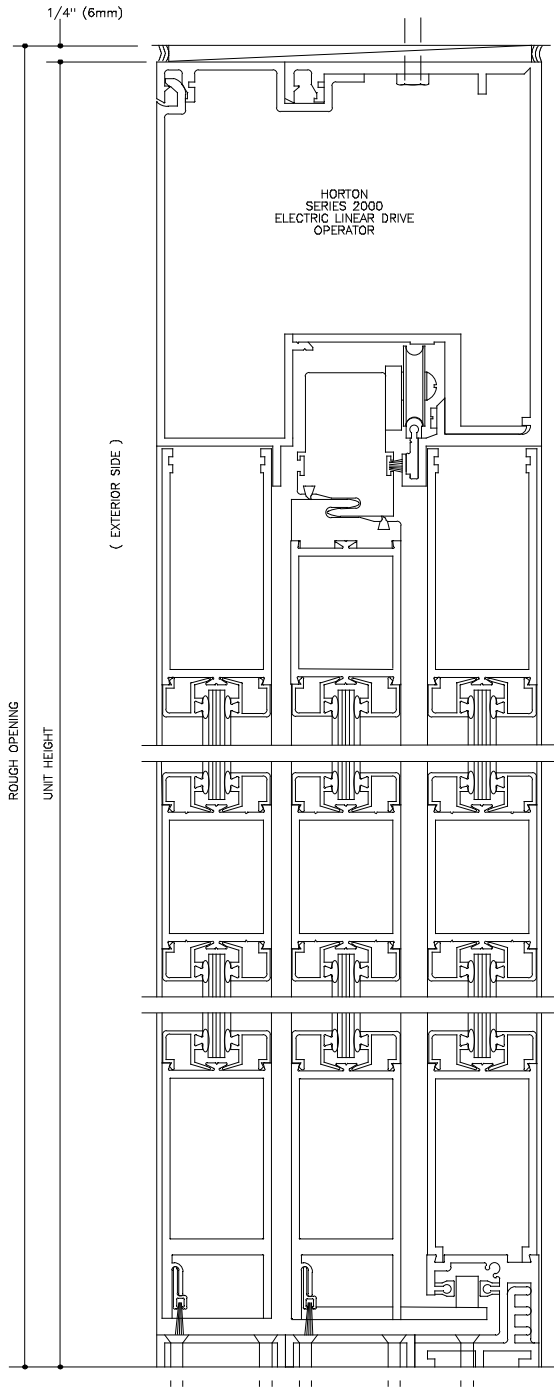 1/4" (6mm)
HORTON
SERIES 2000
ELECTRIC LINEAR DRIVE
OPERATOR
( EXTERIOR SIDE )
ROUGH OPENING
UNIT HEIGHT